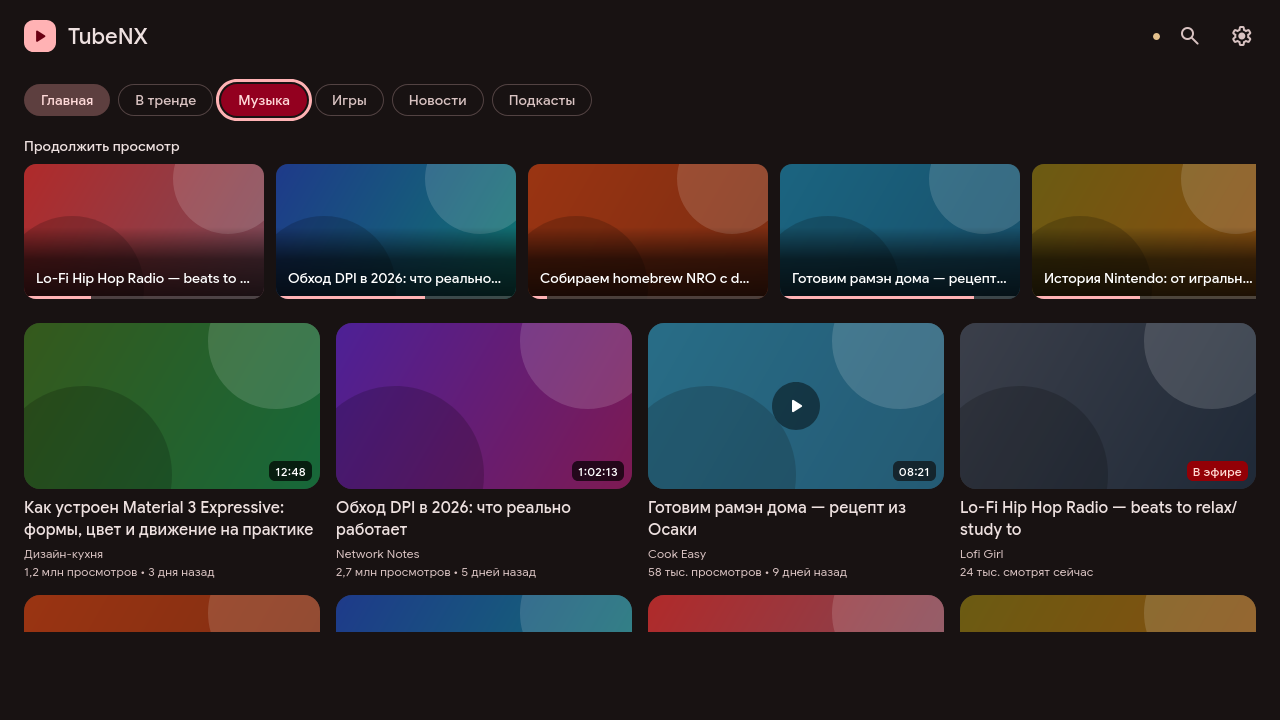 TubeNX
Главная
В тренде
Музыка
Игры
Новости
Подкасты
Продолжить просмотр
Lo-Fi Hip Hop Radio — beats to ...
Обход DPI в 2026: что реально...
Собираем homebrew NRO с d...
Готовим рамэн дома — рецепт...
История Nintendo: от игральн...
12:48
1:02:13
08:21
В эфире
Как устроен Material 3 Expressive:
формы, цвет и движение на практике
Дизайн-кухня
1,2 млн просмотров • 3 дня назад
Обход DPI в 2026: что реально
работает
Network Notes
2,7 млн просмотров • 5 дней назад
Готовим рамэн дома — рецепт из
Осаки
Cook Easy
58 тыс. просмотров • 9 дней назад
Lo-Fi Hip Hop Radio — beats to relax/
study to
Lofi Girl
24 тыс. смотрят сейчас